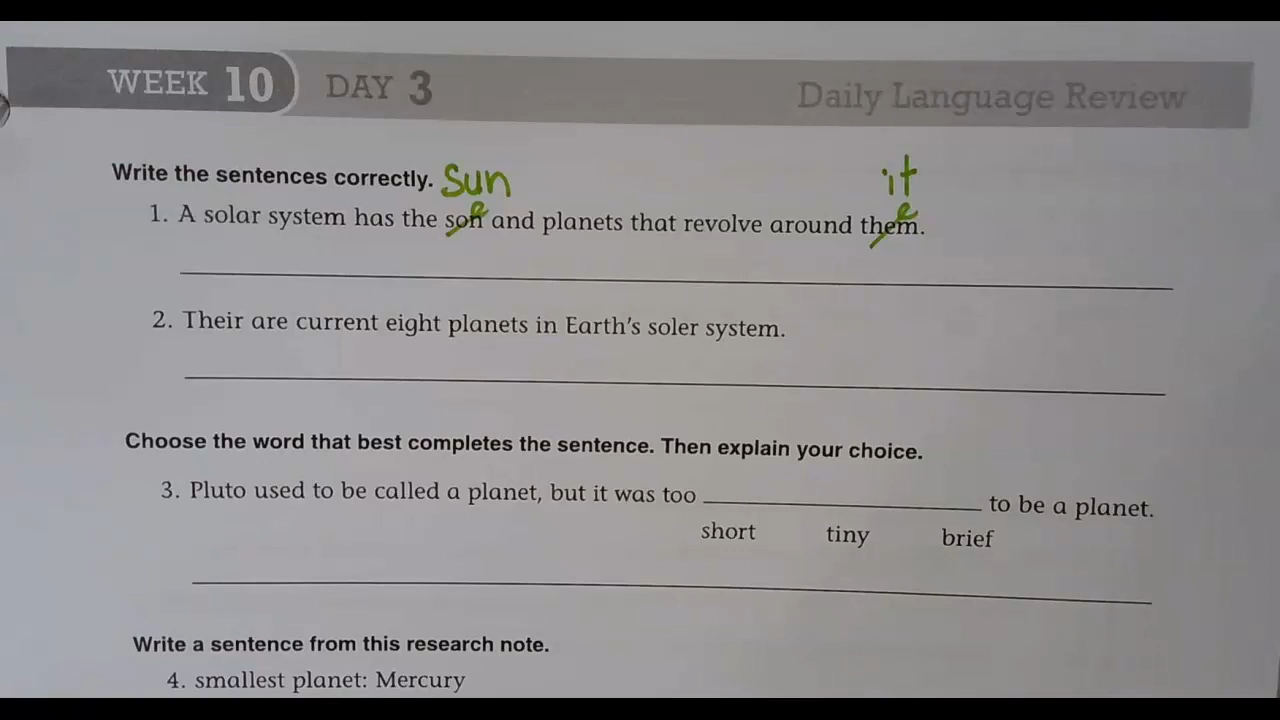 WEEK 10 DAY 3 Daily Language Review
Write the sentences correctly. Sun it
1. A solar system has the son and planets that revolve around them.
2. Their are current eight planets in Earth's soler system.
Choose the word that best completes the sentence. Then explain your choice.
3. Pluto used to be called a planet, but it was too ____________ to be a planet.
short tiny brief
Write a sentence from this research note.
4. smallest planet: Mercury